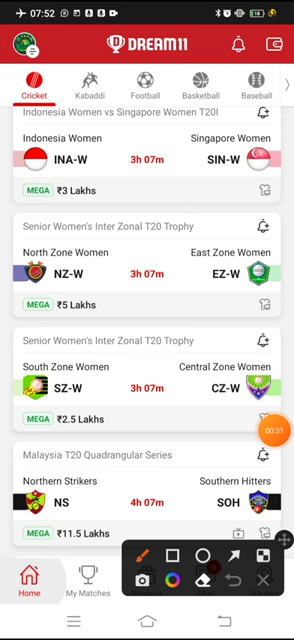 07:52
DREAM11
Cricket Kabaddi Football Basketball Baseball
Indonesia Women vs Singapore Women T20I
Indonesia Women Singapore Women
INA-W 3h 07m SIN-W
MEGA ₹3 Lakhs
Senior Women's Inter Zonal T20 Trophy
North Zone Women East Zone Women
NZ-W 3h 07m EZ-W
MEGA ₹5 Lakhs
Senior Women's Inter Zonal T20 Trophy
South Zone Women Central Zone Women
SZ-W 3h 07m CZ-W
MEGA ₹2.5 Lakhs
00:31
Malaysia T20 Quadrangular Series
Northern Strikers Southern Hitters
NS 4h 07m SOH
MEGA ₹11.5 Lakhs
Home My Matches